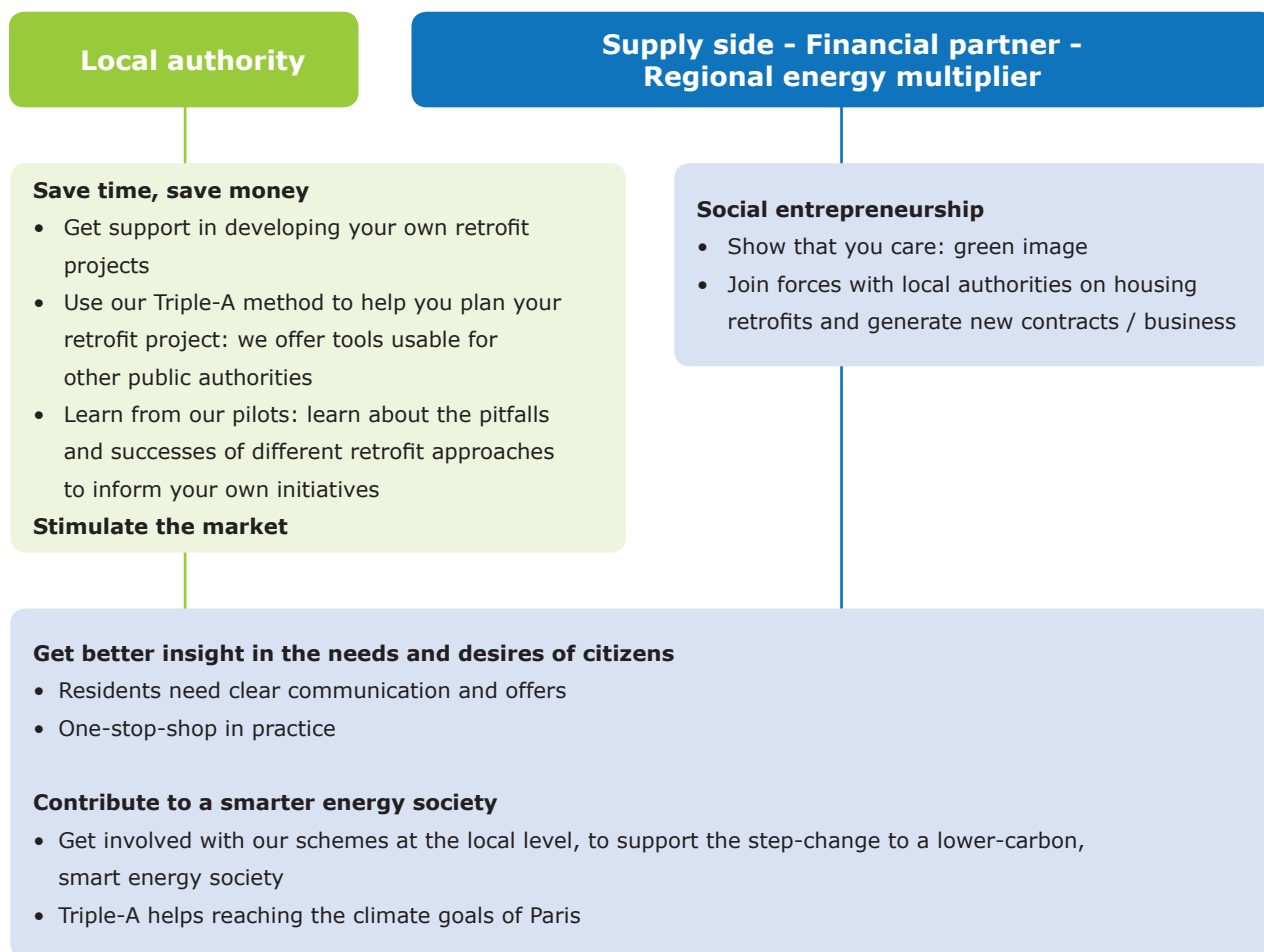 Local authority
Supply side - Financial partner -
Regional energy multiplier
Save time, save money
• Get support in developing your own retrofit
projects
• Use our Triple-A method to help you plan your
retrofit project: we offer tools usable for
other public authorities
• Learn from our pilots: learn about the pitfalls
and successes of different retrofit approaches
to inform your own initiatives
Stimulate the market
Social entrepreneurship
• Show that you care: green image
• Join forces with local authorities on housing
retrofits and generate new contracts / business
Get better insight in the needs and desires of citizens
• Residents need clear communication and offers
• One-stop-shop in practice
Contribute to a smarter energy society
• Get involved with our schemes at the local level, to support the step-change to a lower-carbon,
smart energy society
• Triple-A helps reaching the climate goals of Paris